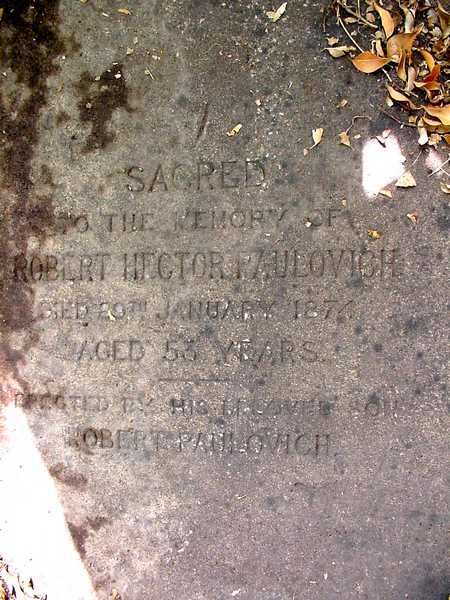 SACRED
TO THE MEMORY OF
ROBERT HECTOR PAULOVICH
DIED 29TH JANUARY 1874
AGED 53 YEARS.
ERECTED BY HIS BELOVED SON
ROBERT PAULOVICH.